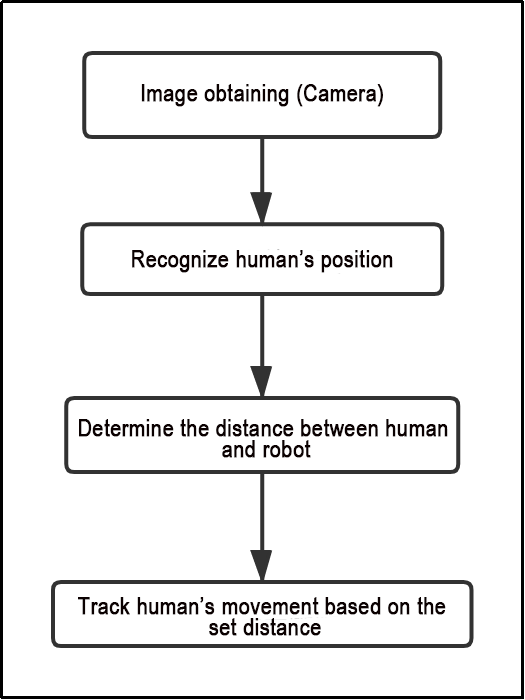 Image obtaining (Camera)
Recognize human's position
Determine the distance between human
and robot
Track human's movement based on the
set distance